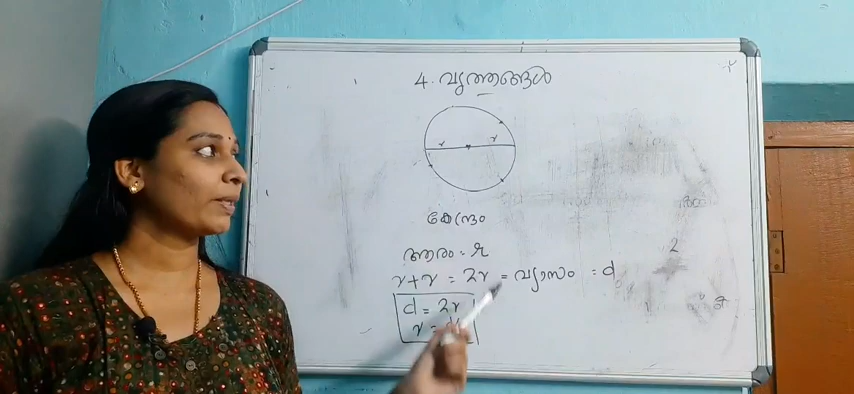 4. വൃത്തങ്ങൾ
r r
കേന്ദ്രം
ആരം = r
r + r = 2r = വ്യാസം = d
d = 2r
r =